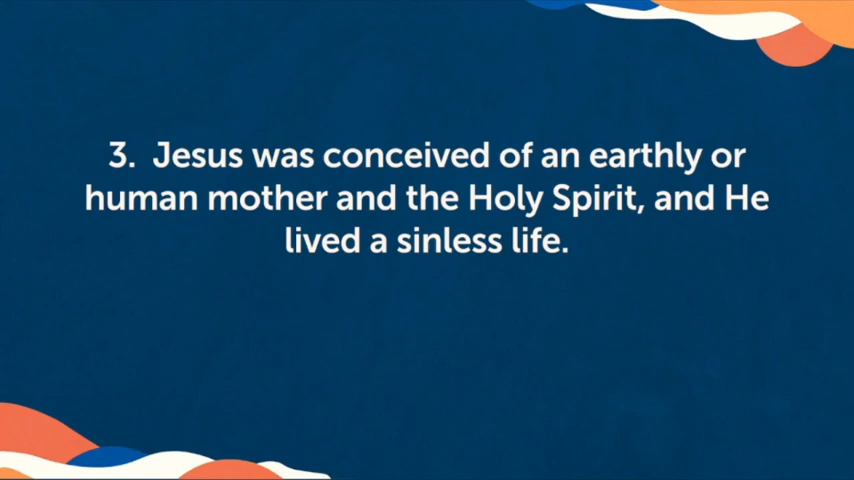 3. Jesus was conceived of an earthly or
human mother and the Holy Spirit, and He
lived a sinless life.